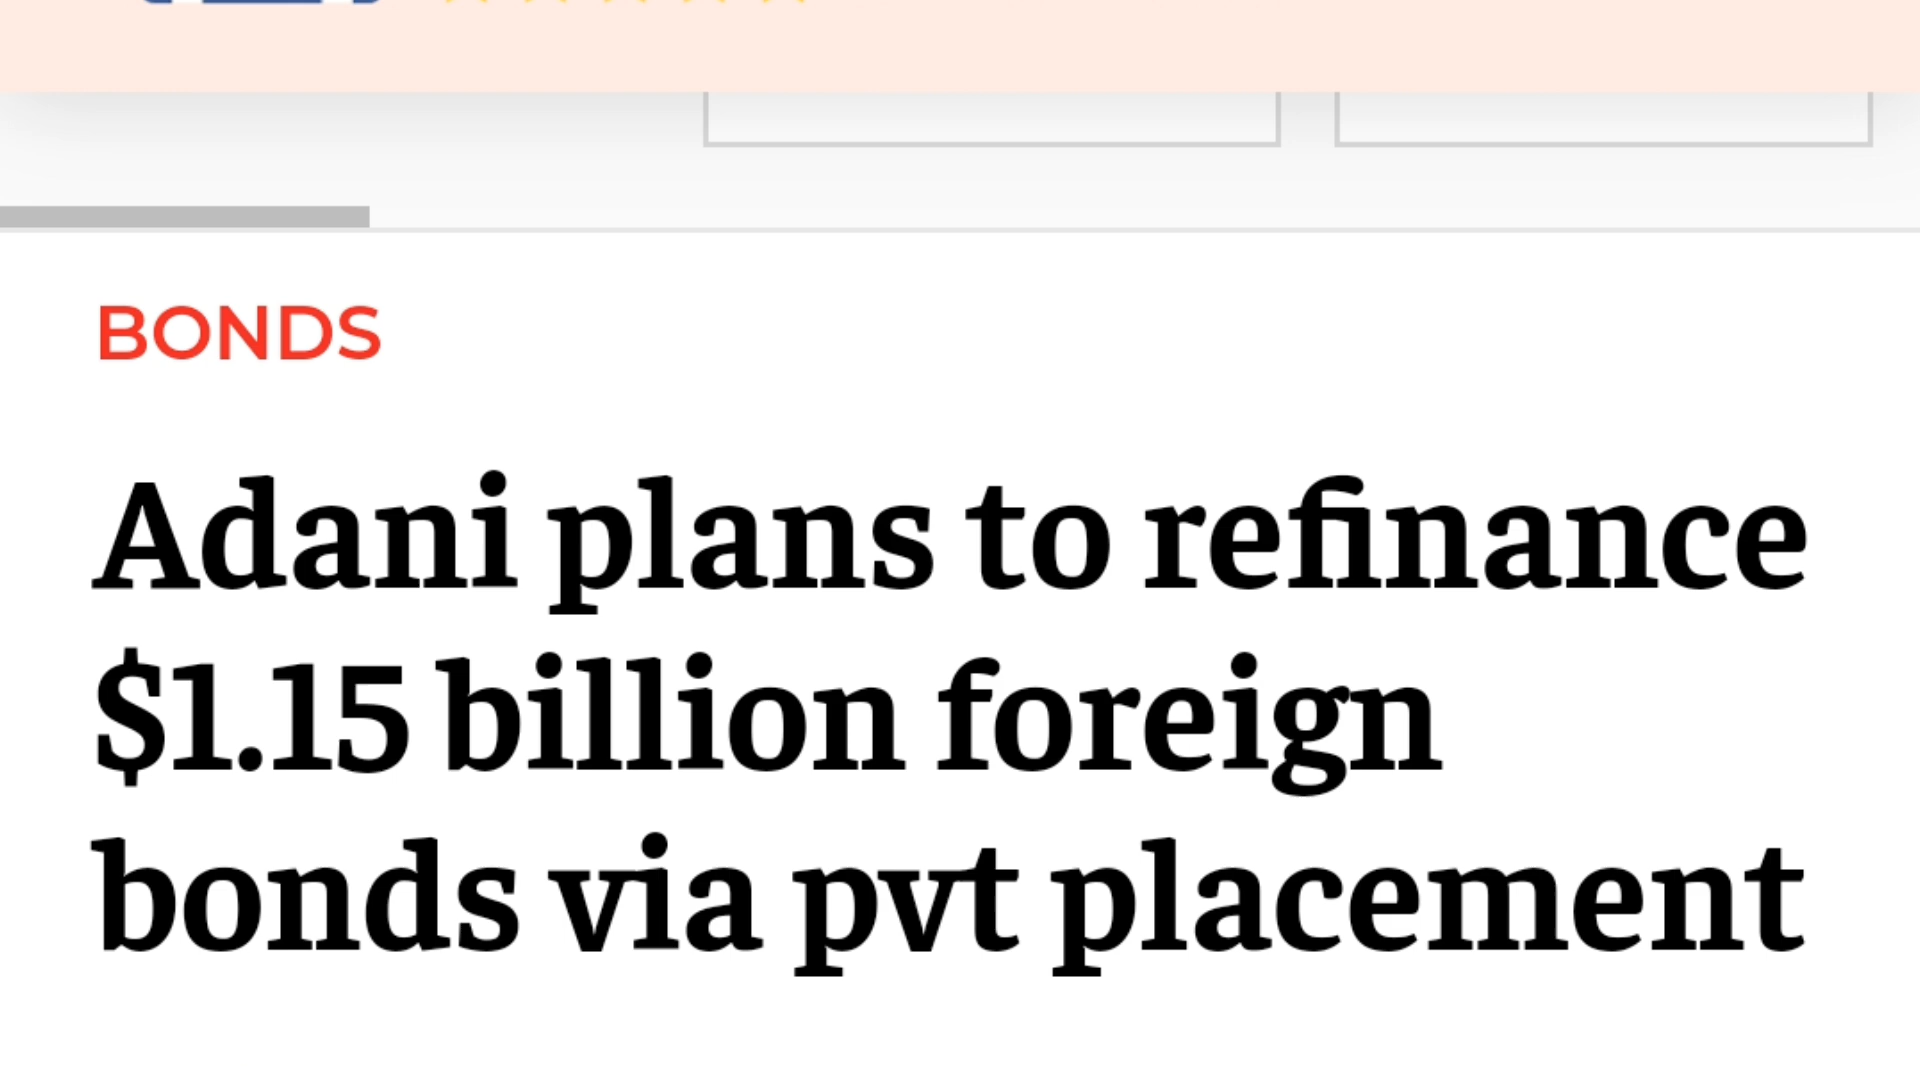 BONDS
Adani plans to refinance
$1.15 billion foreign
bonds via pvt placement